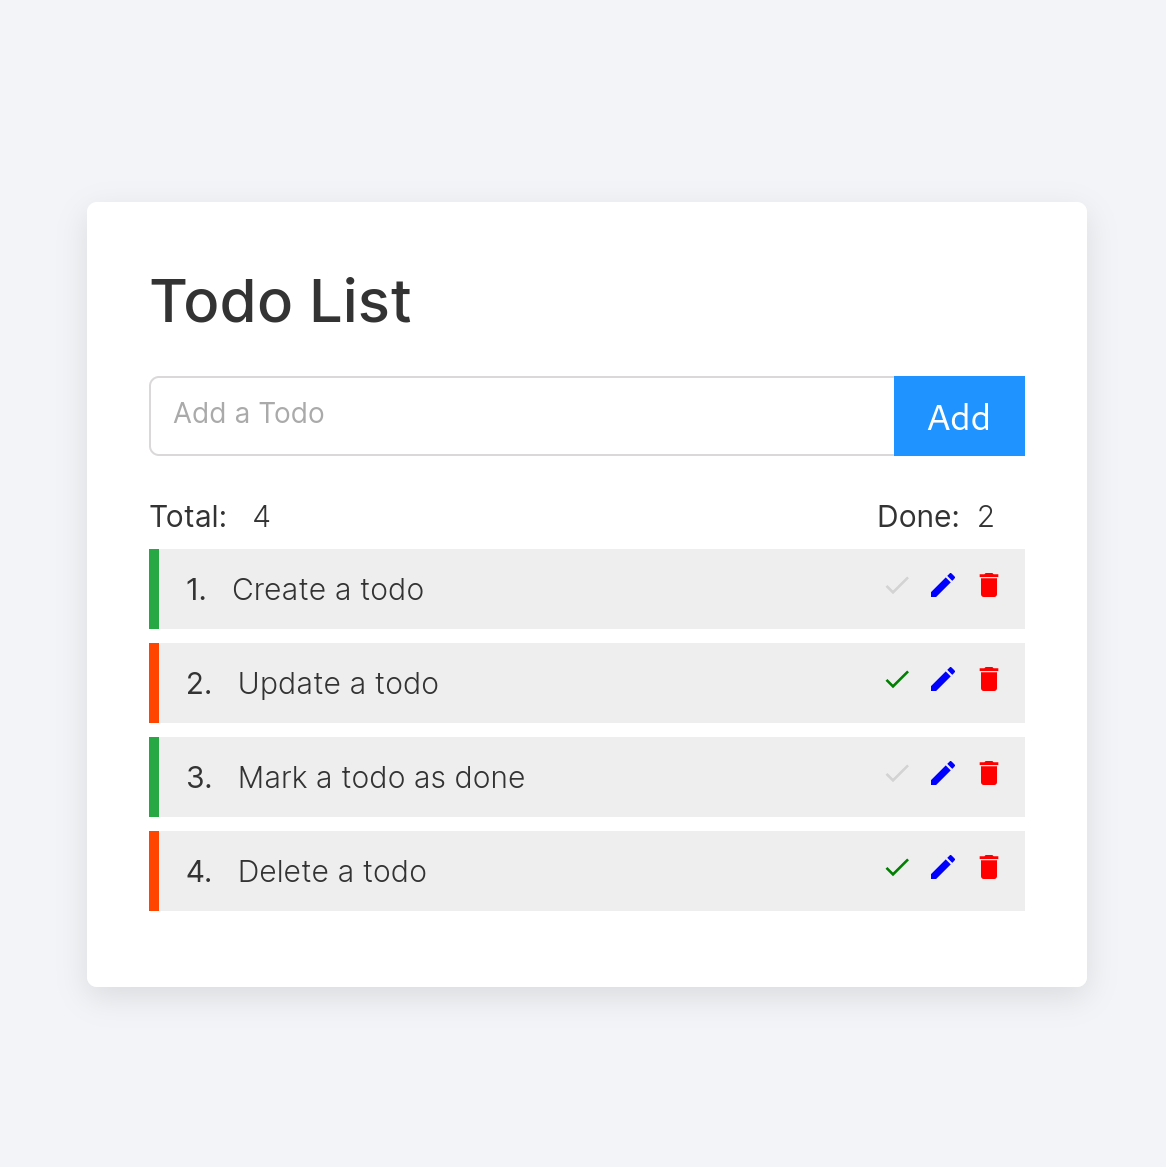 Todo List
Add a Todo
Add
Total: 4
Done: 2
1. Create a todo
2. Update a todo
3. Mark a todo as done
4. Delete a todo